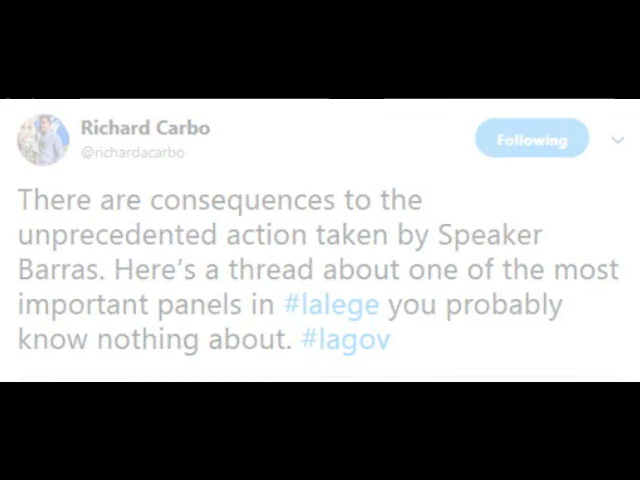 Richard Carbo
@richardacarbo
Following
There are consequences to the
unprecedented action taken by Speaker
Barras. Here's a thread about one of the most
important panels in #lalege you probably
know nothing about. #lagov